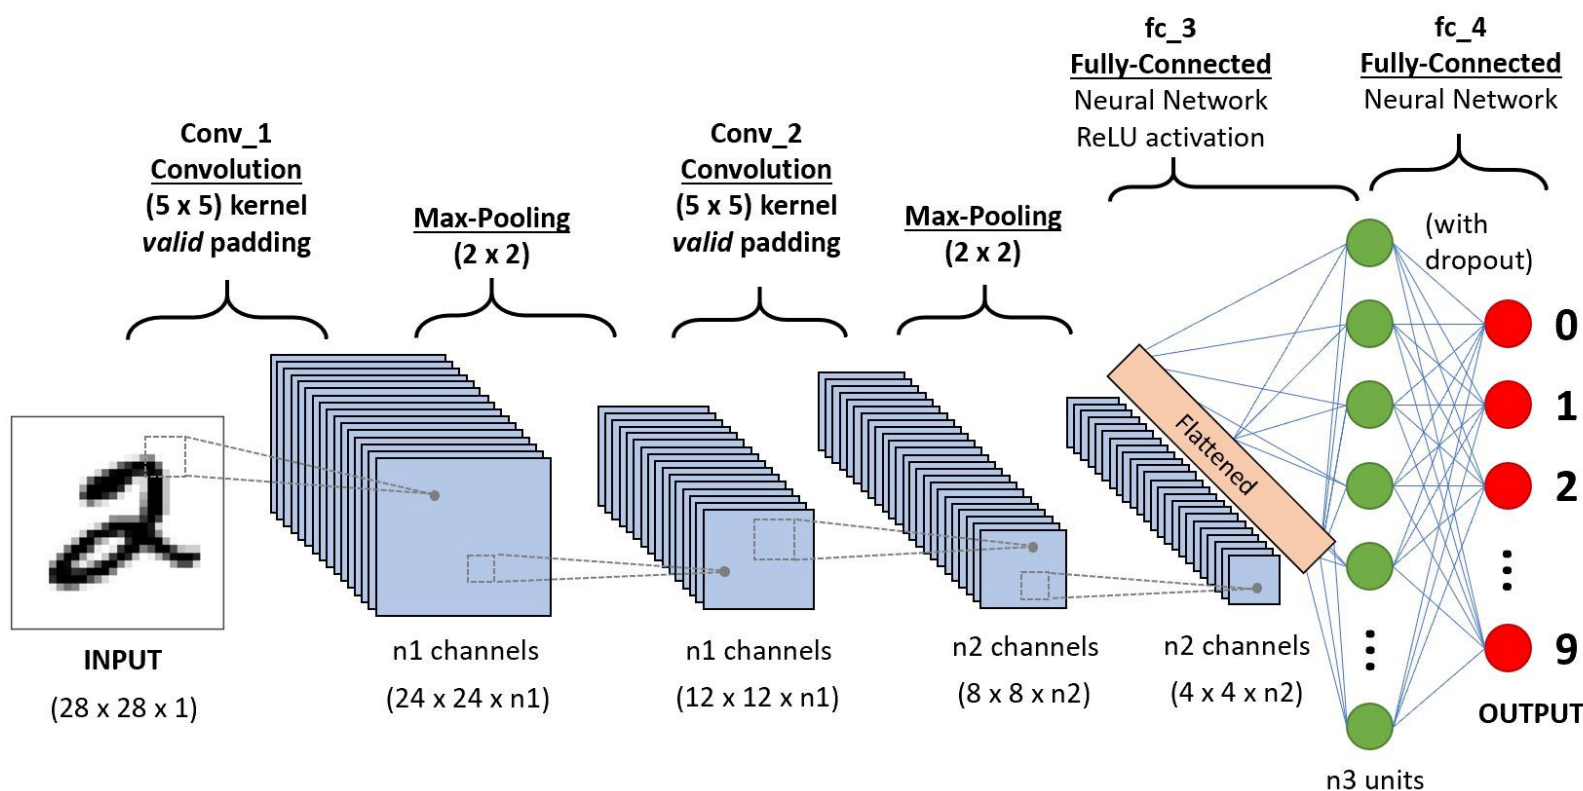 Conv_1
Convolution
(5 x 5) kernel
valid padding
Max-Pooling
(2 x 2)
Conv_2
Convolution
(5 x 5) kernel
valid padding
Max-Pooling
(2 x 2)
fc_3
Fully-Connected
Neural Network
ReLU activation
fc_4
Fully-Connected
Neural Network
(with
dropout)
Flattened
0
1
2
9
OUTPUT
2
INPUT
(28 x 28 x 1)
n1 channels
(24 x 24 x n1)
n1 channels
(12 x 12 x n1)
n2 channels
(8 x 8 x n2)
n2 channels
(4 x 4 x n2)
n3 units